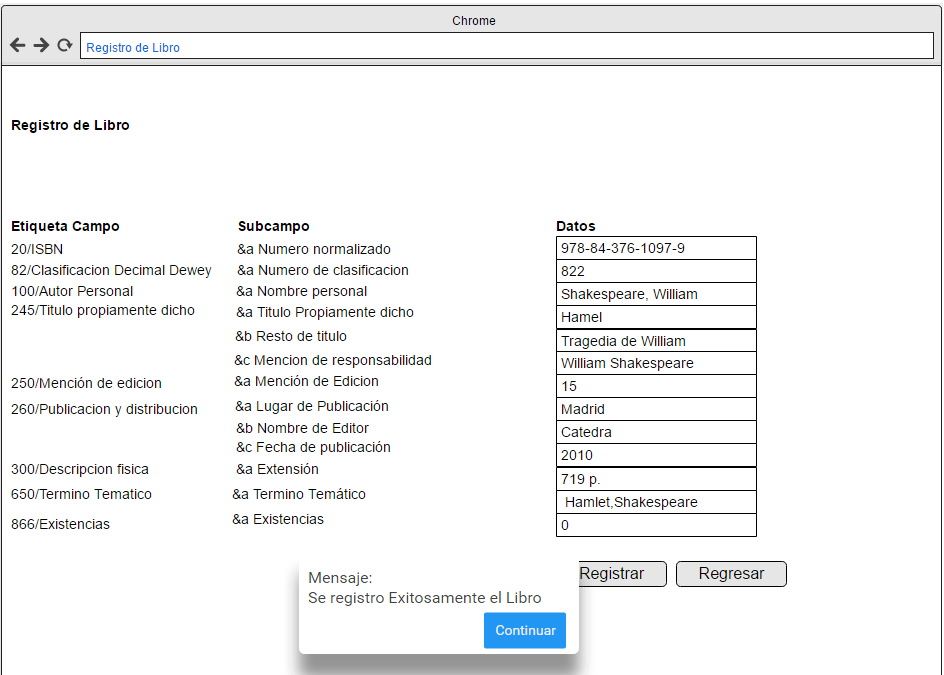 Chrome
Registro de Libro
Registro de Libro
Etiqueta Campo Subcampo Datos
20/ISBN &a Numero normalizado 978-84-376-1097-9
82/Clasificacion Decimal Dewey &a Numero de clasificacion 822
100/Autor Personal &a Nombre personal Shakespeare, William
245/Titulo propiamente dicho &a Titulo Propiamente dicho Hamel
&b Resto de titulo Tragedia de William
&c Mencion de responsabilidad William Shakespeare
250/Mención de edicion &a Mención de Edicion 15
260/Publicacion y distribucion &a Lugar de Publicación Madrid
&b Nombre de Editor Catedra
&c Fecha de publicación 2010
300/Descripcion fisica &a Extensión 719 p.
650/Termino Tematico &a Termino Temático Hamlet,Shakespeare
866/Existencias &a Existencias 0
Registrar Regresar
Mensaje:
Se registro Exitosamente el Libro
Continuar